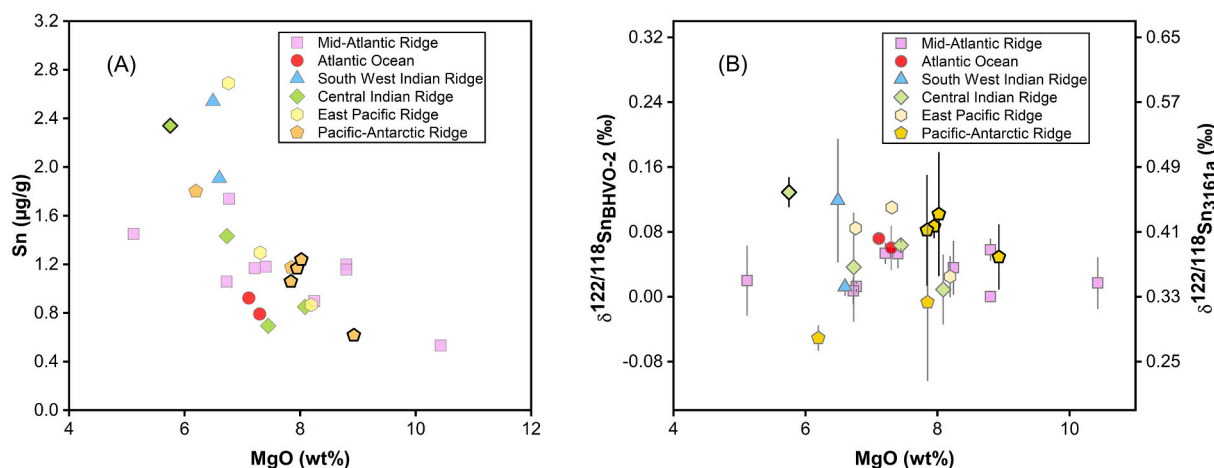 (A)
Mid-Atlantic Ridge
Atlantic Ocean
South West Indian Ridge
Central Indian Ridge
East Pacific Ridge
Pacific-Antarctic Ridge
Sn (µg/g)
3.2
2.8
2.4
2.0
1.6
1.2
0.8
0.4
0.0
4
6
8
10
12
MgO (wt%)
(B)
Mid-Atlantic Ridge
Atlantic Ocean
South West Indian Ridge
Central Indian Ridge
East Pacific Ridge
Pacific-Antarctic Ridge
δ122/118SnBHVO-2 (‰)
0.32
0.24
0.16
0.08
0.00
-0.08
4
6
8
10
MgO (wt%)
0.65
0.57
0.49
0.41
0.33
0.25
δ122/118Sn3161a (‰)